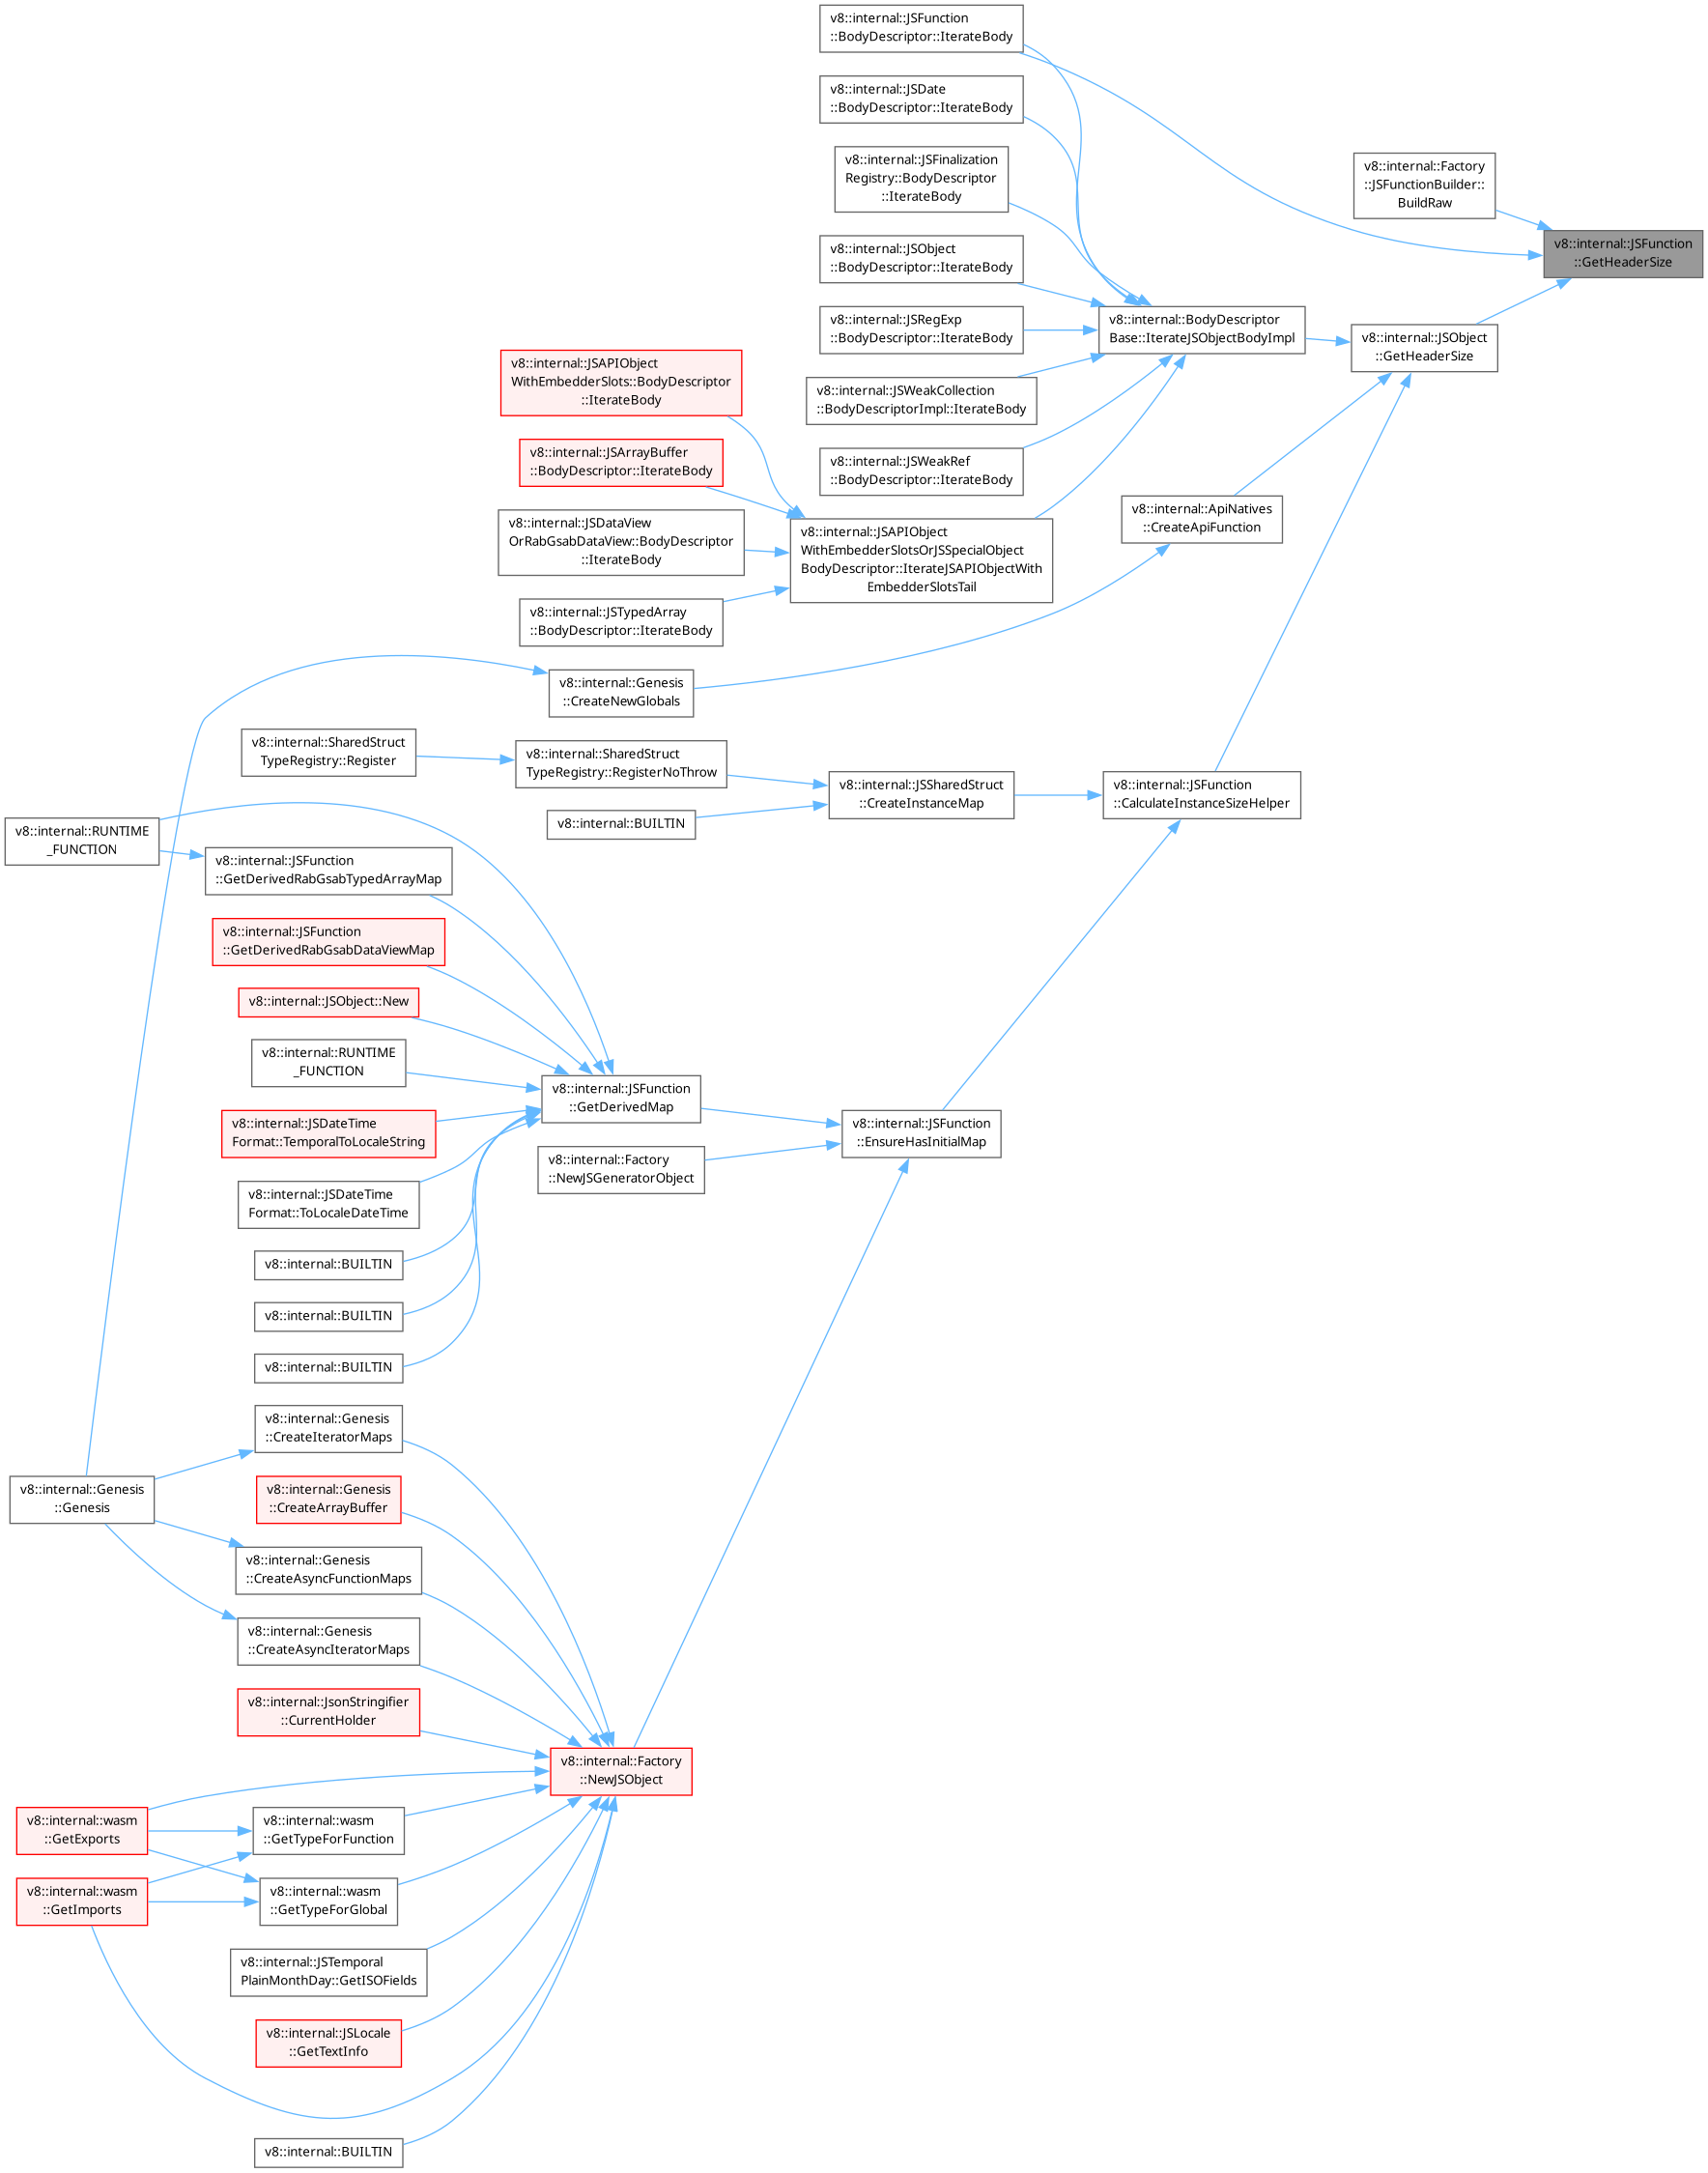 v8::internal::JSFunction
::BodyDescriptor::IterateBody
v8::internal::JSDate
::BodyDescriptor::IterateBody
v8::internal::JSFinalization
Registry::BodyDescriptor
::IterateBody
v8::internal::Factory
::JSFunctionBuilder::
BuildRaw
v8::internal::JSFunction
::GetHeaderSize
v8::internal::JSObject
::BodyDescriptor::IterateBody
v8::internal::JSRegExp
::BodyDescriptor::IterateBody
v8::internal::BodyDescriptor
Base::IterateJSObjectBodyImpl
v8::internal::JSObject
::GetHeaderSize
v8::internal::JSAPIObject
WithEmbedderSlots::BodyDescriptor
::IterateBody
v8::internal::JSWeakCollection
::BodyDescriptorImpl::IterateBody
v8::internal::JSArrayBuffer
::BodyDescriptor::IterateBody
v8::internal::JSWeakRef
::BodyDescriptor::IterateBody
v8::internal::JSDataView
OrRabGsabDataView::BodyDescriptor
::IterateBody
v8::internal::JSAPIObject
WithEmbedderSlotsOrJSSpecialObject
BodyDescriptor::IterateJSAPIObjectWith
EmbedderSlotsTail
v8::internal::ApiNatives
::CreateApiFunction
v8::internal::JSTypedArray
::BodyDescriptor::IterateBody
v8::internal::Genesis
::CreateNewGlobals
v8::internal::SharedStruct
TypeRegistry::Register
v8::internal::SharedStruct
TypeRegistry::RegisterNoThrow
v8::internal::JSSharedStruct
::CreateInstanceMap
v8::internal::JSFunction
::CalculateInstanceSizeHelper
v8::internal::BUILTIN
v8::internal::RUNTIME
_FUNCTION
v8::internal::JSFunction
::GetDerivedRabGsabTypedArrayMap
v8::internal::JSFunction
::GetDerivedRabGsabDataViewMap
v8::internal::JSObject::New
v8::internal::RUNTIME
_FUNCTION
v8::internal::JSFunction
::GetDerivedMap
v8::internal::JSDateTime
Format::TemporalToLocaleString
v8::internal::JSFunction
::EnsureHasInitialMap
v8::internal::Factory
::NewJSGeneratorObject
v8::internal::JSDateTime
Format::ToLocaleDateTime
v8::internal::BUILTIN
v8::internal::BUILTIN
v8::internal::BUILTIN
v8::internal::Genesis
::CreateIteratorMaps
v8::internal::Genesis
::Genesis
v8::internal::Genesis
::CreateArrayBuffer
v8::internal::Genesis
::CreateAsyncFunctionMaps
v8::internal::Genesis
::CreateAsyncIteratorMaps
v8::internal::JsonStringifier
::CurrentHolder
v8::internal::Factory
::NewJSObject
v8::internal::wasm
::GetExports
v8::internal::wasm
::GetTypeForFunction
v8::internal::wasm
::GetImports
v8::internal::wasm
::GetTypeForGlobal
v8::internal::JSTemporal
PlainMonthDay::GetISOFields
v8::internal::JSLocale
::GetTextInfo
v8::internal::BUILTIN